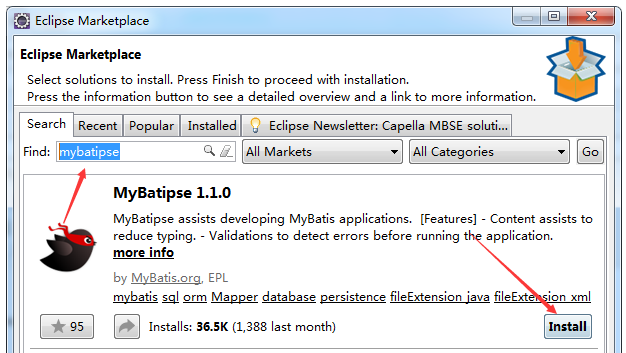 Eclipse Marketplace
Eclipse Marketplace
Select solutions to install. Press Finish to proceed with installation.
Press the information button to see a detailed overview and a link to more information.
Search Recent Popular Installed Eclipse Newsletter: Capella MBSE soluti...
Find: mybatipse All Markets All Categories Go
MyBatipse 1.1.0
MyBatipse assists developing MyBatis applications. [Features] - Content assists to
reduce typing. - Validations to detect errors before running the application.
more info
by MyBatis.org, EPL
mybatis sql orm Mapper database persistence fileExtension_java fileExtension_xml
95 Installs: 36.5K (1,388 last month) Install